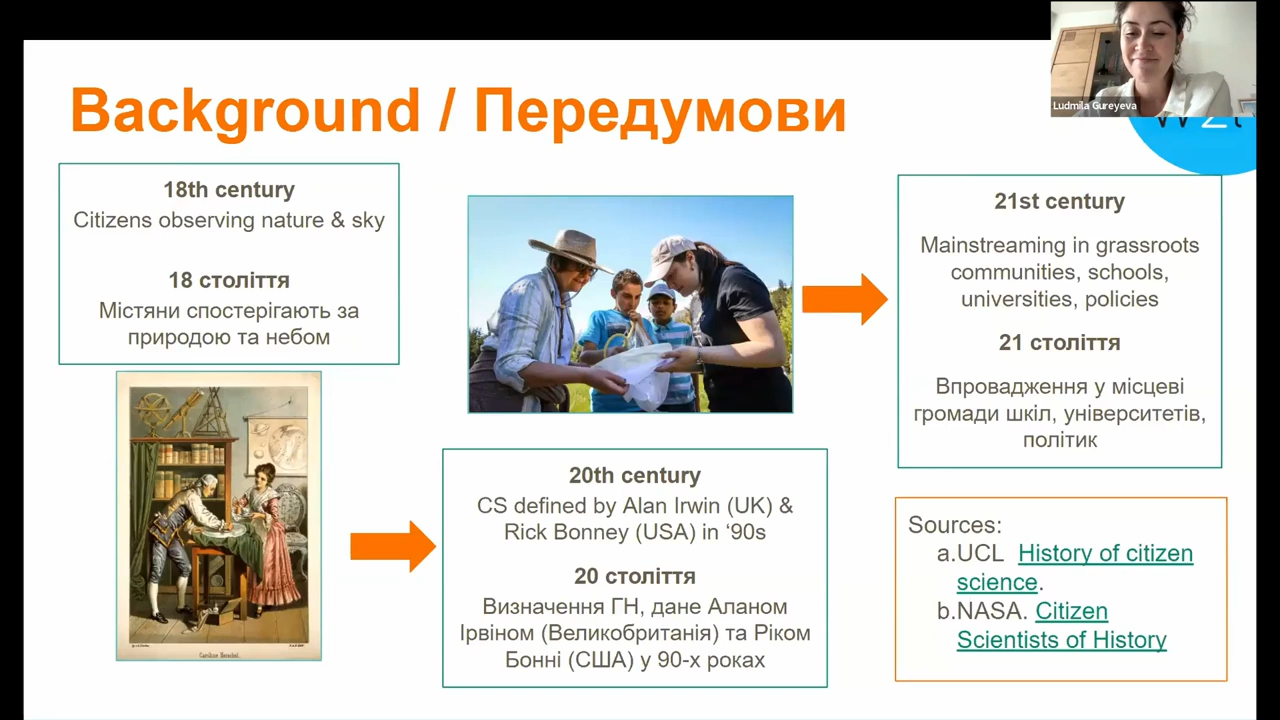 Background / Передумови
Ludmila Gureyeva
18th century
Citizens observing nature & sky
18 століття
Містяни спостерігають за
природою та небом
Caroline Herschel.
20th century
CS defined by Alan Irwin (UK) &
Rick Bonney (USA) in ‘90s
20 століття
Визначення ГН, дане Аланом
Ірвіном (Великобританія) та Ріком
Бонні (США) у 90-х роках
21st century
Mainstreaming in grassroots
communities, schools,
universities, policies
21 століття
Впровадження у місцеві
громади шкіл, університетів,
політик
Sources:
a.UCL History of citizen
science.
b.NASA. Citizen
Scientists of History